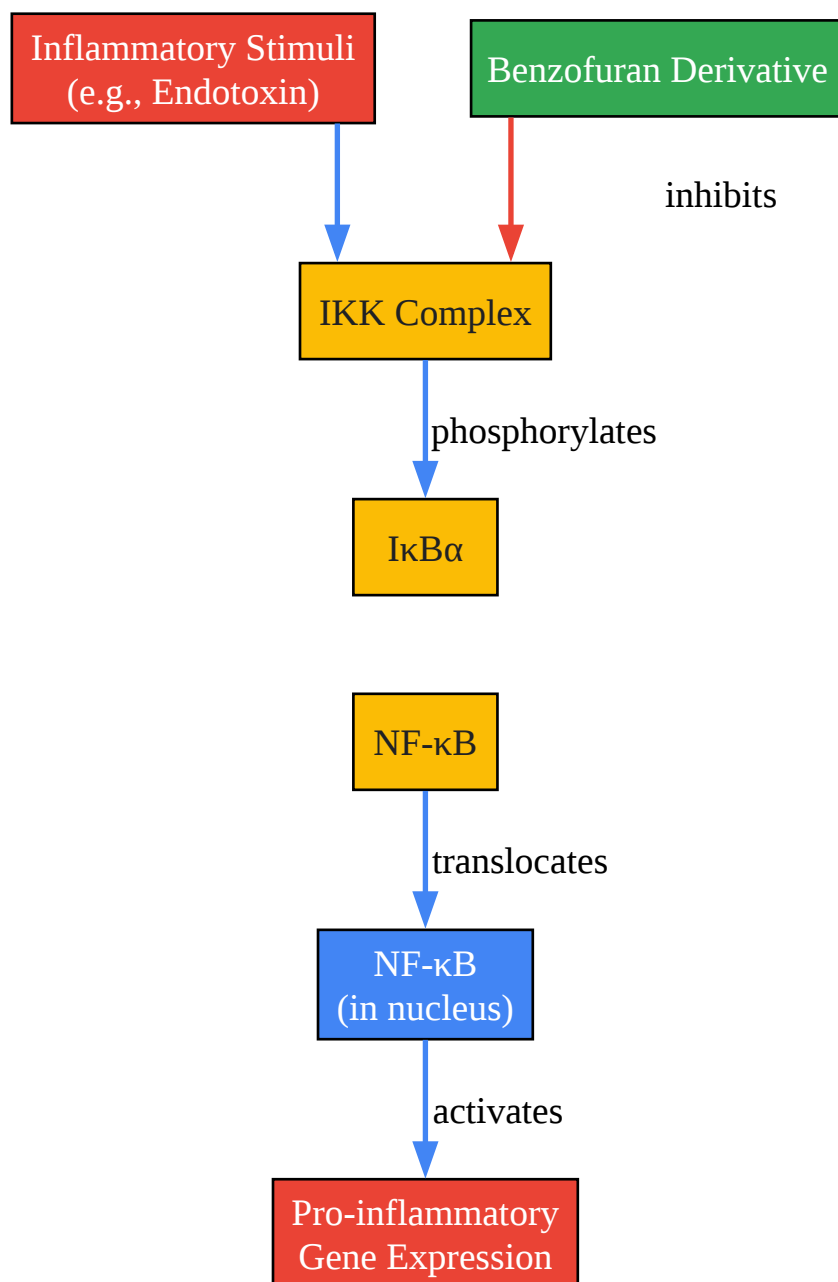 Inflammatory Stimuli
(e.g., Endotoxin)
Benzofuran Derivative
inhibits
IKK Complex
phosphorylates
IκBα
NF-κB
translocates
NF-κB
(in nucleus)
activates
Pro-inflammatory
Gene Expression